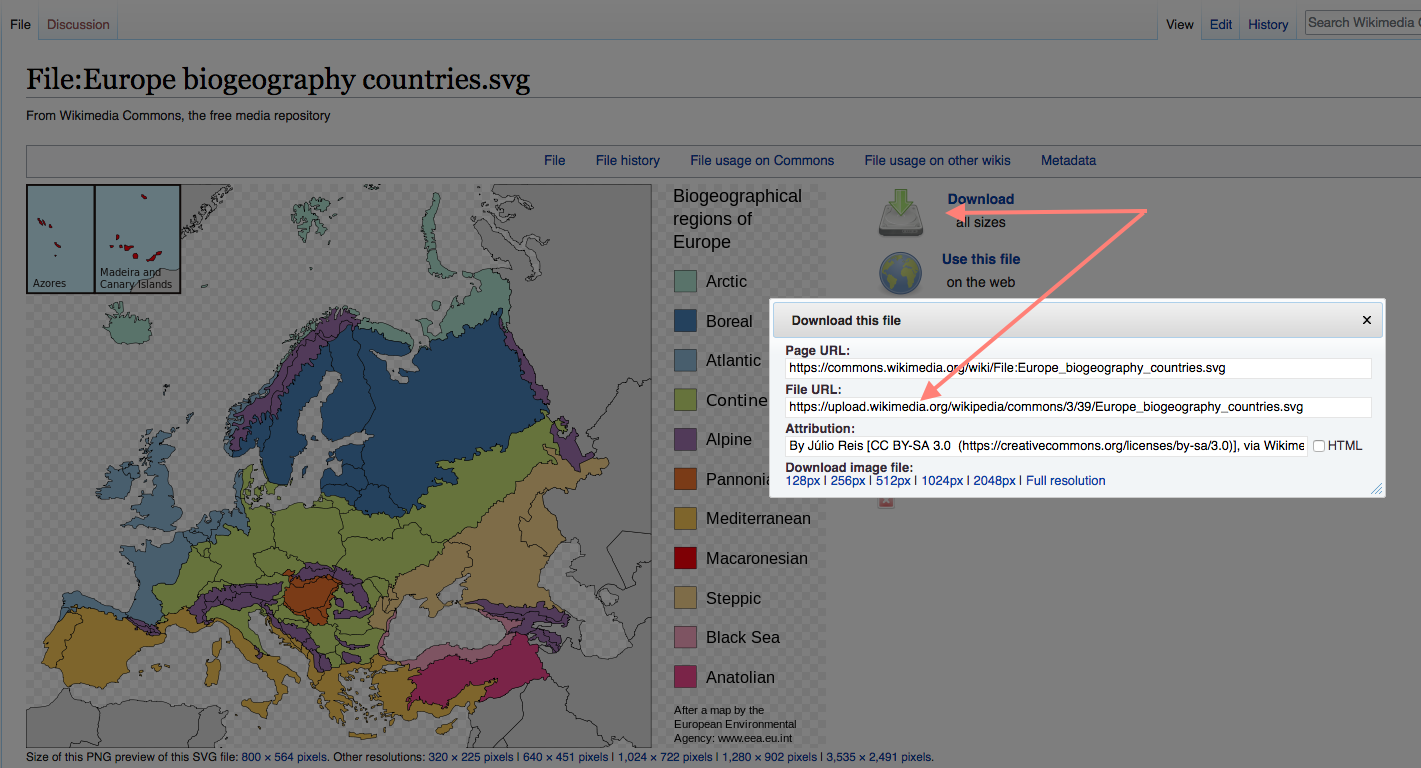 File
Discussion
View
Edit
History
Search Wikimedia
File:Europe biogeography countries.svg
From Wikimedia Commons, the free media repository
File
File history
File usage on Commons
File usage on other wikis
Metadata
Azores
Madeira and
Canary Islands
Biogeographical
regions of
Europe
Arctic
Boreal
Atlantic
Contine
Alpine
Pannonia
Mediterranean
Macaronesian
Steppic
Black Sea
Anatolian
After a map by the
European Environmental
Agency: www.eea.eu.int
Download
all sizes
Use this file
on the web
Download this file
Page URL:
https://commons.wikimedia.org/wiki/File:Europe_biogeography_countries.svg
File URL:
https://upload.wikimedia.org/wikipedia/commons/3/39/Europe_biogeography_countries.svg
Attribution:
By Júlio Reis [CC BY-SA 3.0 (https://creativecommons.org/licenses/by-sa/3.0)], via Wikime
HTML
Download image file:
128px | 256px | 512px | 1024px | 2048px | Full resolution
Size of this PNG preview of this SVG file: 800 × 564 pixels. Other resolutions: 320 × 225 pixels | 640 × 451 pixels | 1,024 × 722 pixels | 1,280 × 902 pixels | 3,535 × 2,491 pixels.